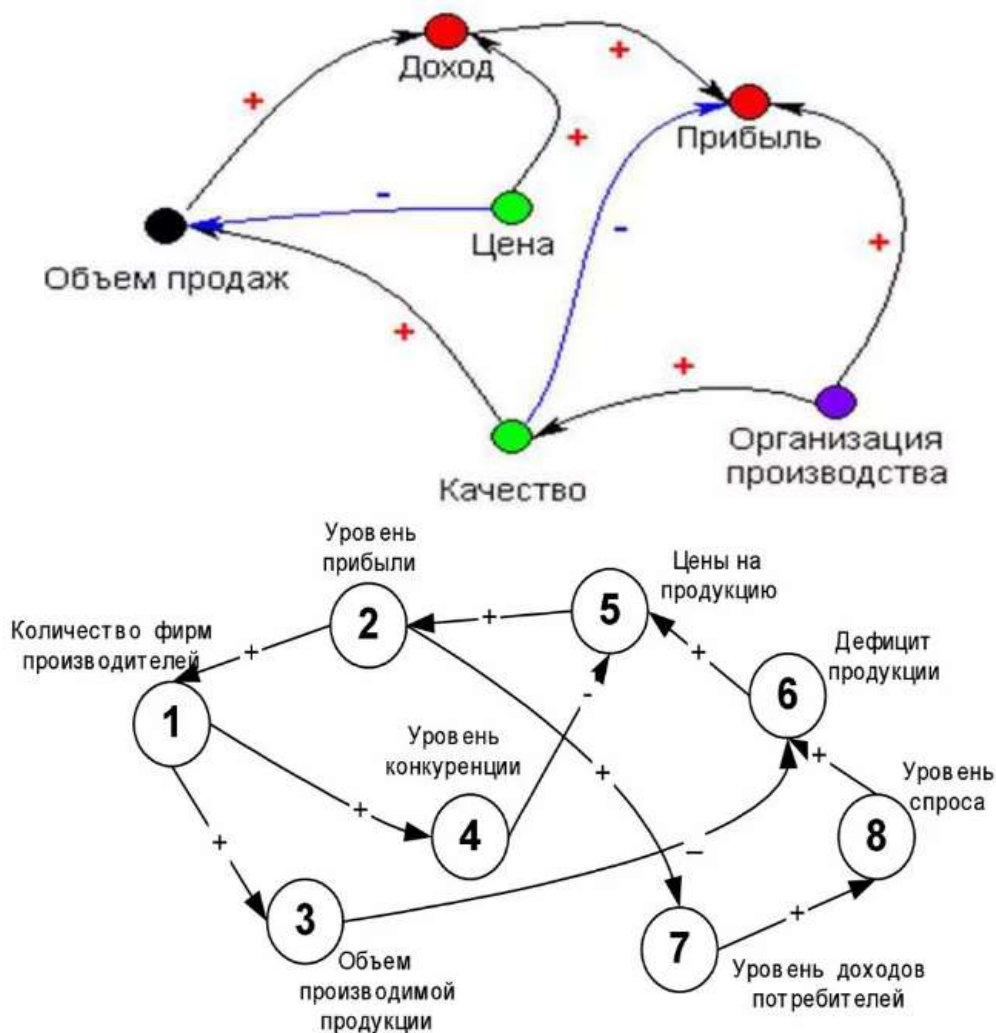 Доход
+
+
+
Прибыль
-
Цена
-
+
Объем продаж
+
+
Организация
производства
Качество
Уровень
прибыли
Цены на
продукцию
Количество фирм
производителей
2
+
5
+
+
Дефицит
продукции
6
1
-
Уровень
конкуренции
+
+
Уровень
спроса
+
4
8
+
–
3
7
+
Объем
производимой
продукции
Уровень доходов
потребителей